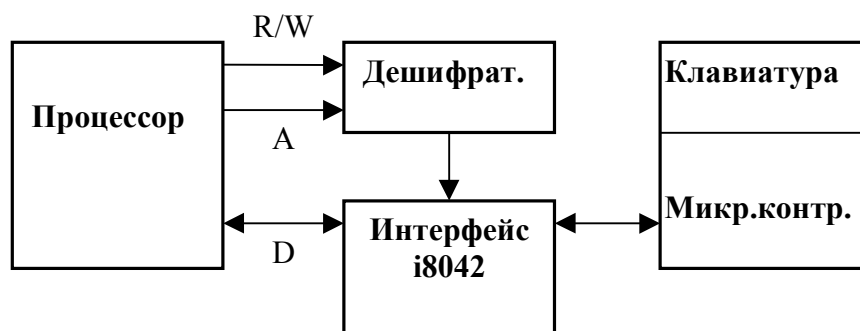 R/W
Дешифрат.
Клавиатура
Процессор
A
Микр.контр.
D
Интерфейс
i8042